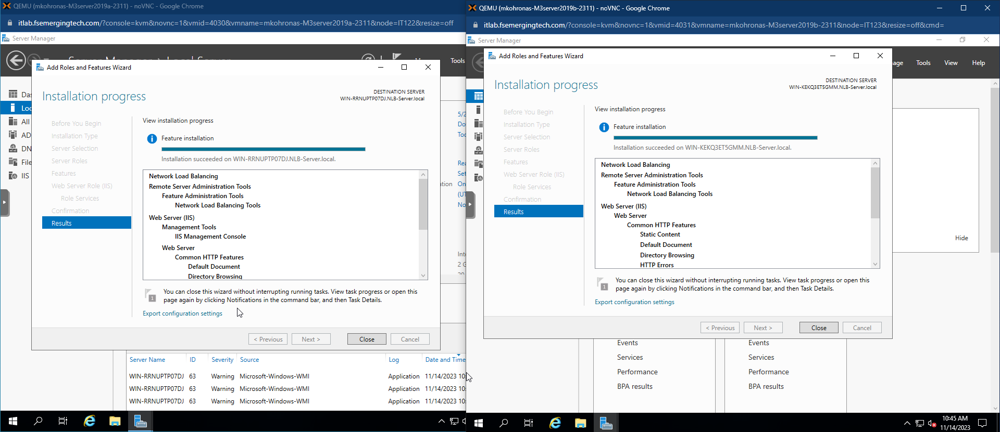 QEMU (mkohronas-M3server2019a-2311) - noVNC - Google Chrome
itlab.fsemergingtech.com/?console=kvm&novnc=1&vmid=4030&vmname=mkohronas-M3server2019a-2311&node=IT122&resize=off
Server Manager
Tools
Das
Loc
All
AD
DN
File
IIS
Add Roles and Features Wizard
Installation progress
DESTINATION SERVER
WIN-RRNUPTP07DJ.NLB-Server.local
Before You Begin
Installation Type
Server Selection
Server Roles
Features
Web Server Role (IIS)
Role Services
Confirmation
Results
View installation progress
Feature installation
Installation succeeded on WIN-RRNUPTP07DJ.NLB-Server.local.
Network Load Balancing
Remote Server Administration Tools
Feature Administration Tools
Network Load Balancing Tools
Web Server (IIS)
Management Tools
IIS Management Console
Web Server
Common HTTP Features
Default Document
Directory Browsing
1
You can close this wizard without interrupting running tasks. View task progress or open this
page again by clicking Notifications in the command bar, and then Task Details.
Export configuration settings
< Previous
Next >
Close
Cancel
5/2
Do
Too
Rea
Set
ation On
(UT
No
Inte
2 G
Server Name ID Severity Source Log Date and Time
WIN-RRNUPTP07DJ 63 Warning Microsoft-Windows-WMI Application 11/14/2023 10:
WIN-RRNUPTP07DJ 63 Warning Microsoft-Windows-WMI Application 11/14/2023 10:
WIN-RRNUPTP07DJ 63 Warning Microsoft-Windows-WMI Application 11/14/2023 10:
QEMU (mkohronas-M3server2019b-2311) - noVNC - Google Chrome
itlab.fsemergingtech.com/?console=kvm&novnc=1&vmid=4031&vmname=mkohronas-M3server2019b-2311&node=IT123&resize=off&cmd=
Server Manager
age Tools View Help
Add Roles and Features Wizard
Installation progress
DESTINATION SERVER
WIN-KEKQ3ET5GMM.NLB-Server.local
Before You Begin
Installation Type
Server Selection
Server Roles
Features
Web Server Role (IIS)
Role Services
Confirmation
Results
View installation progress
Feature installation
Installation succeeded on WIN-KEKQ3ET5GMM.NLB-Server.local.
Network Load Balancing
Remote Server Administration Tools
Feature Administration Tools
Network Load Balancing Tools
Web Server (IIS)
Web Server
Common HTTP Features
Static Content
Default Document
Directory Browsing
HTTP Errors
1
You can close this wizard without interrupting running tasks. View task progress or open this
page again by clicking Notifications in the command bar, and then Task Details.
Export configuration settings
< Previous
Next >
Close
Cancel
Hide
Events
Services
Performance
BPA results
Events
Services
Performance
BPA results
10:45 AM
11/14/2023